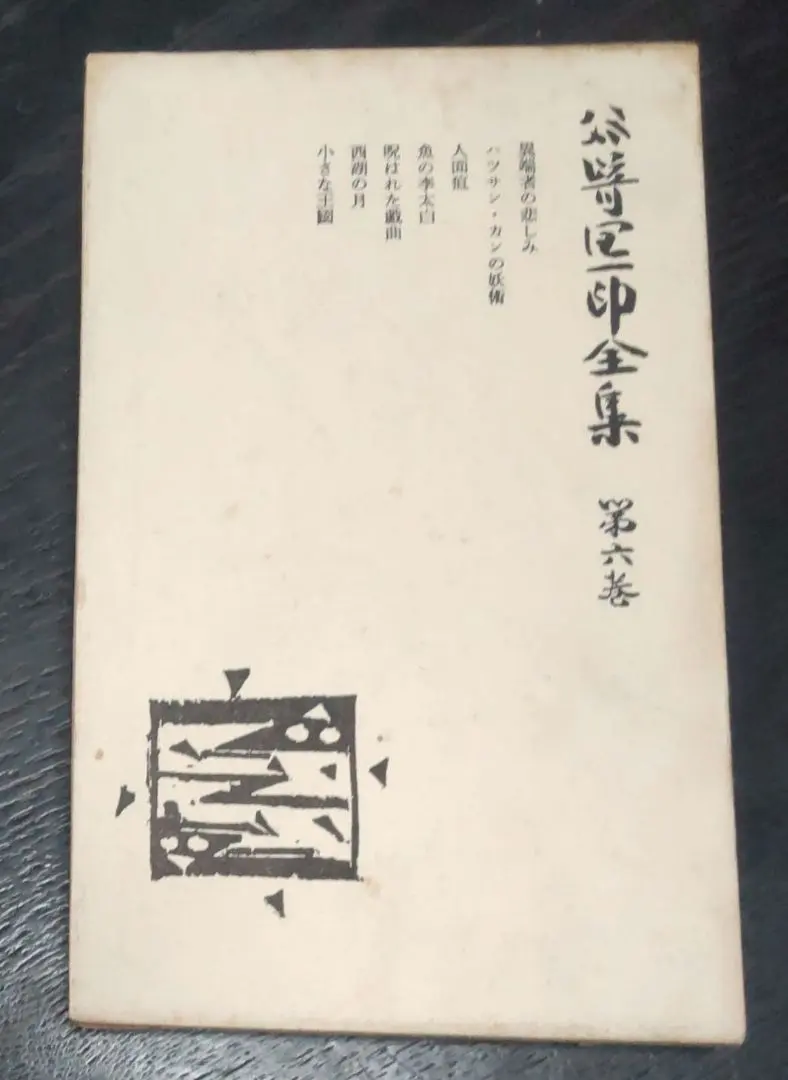 谷崎潤一郎全集 第六巻
異端者の悲しみ
ハツサン・カンの妖術
人面疽
魚の李太白
呪はれた戯曲
西湖の月
小さな王國